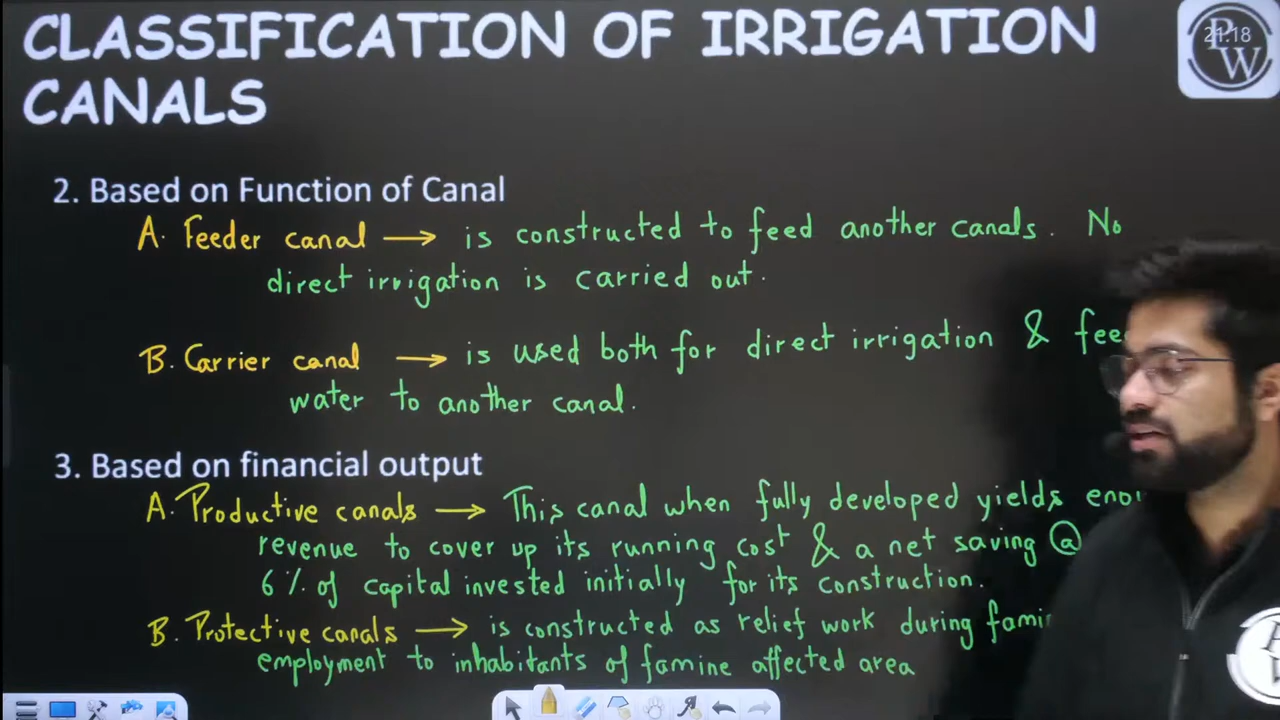 CLASSIFICATION OF IRRIGATION
CANALS
PW
21:18
2. Based on Function of Canal
A. Feeder canal → is constructed to feed another canals. No
direct irrigation is carried out.
B. Carrier canal → is used both for direct irrigation &
water to another canal.
3. Based on financial output
A. Productive canals → This canal when fully developed yields
revenue to cover up its running cost & a net saving @
6% of capital invested initially for its construction.
B. Protective canals → is constructed as relief work during
employment to inhabitants of famine affected area